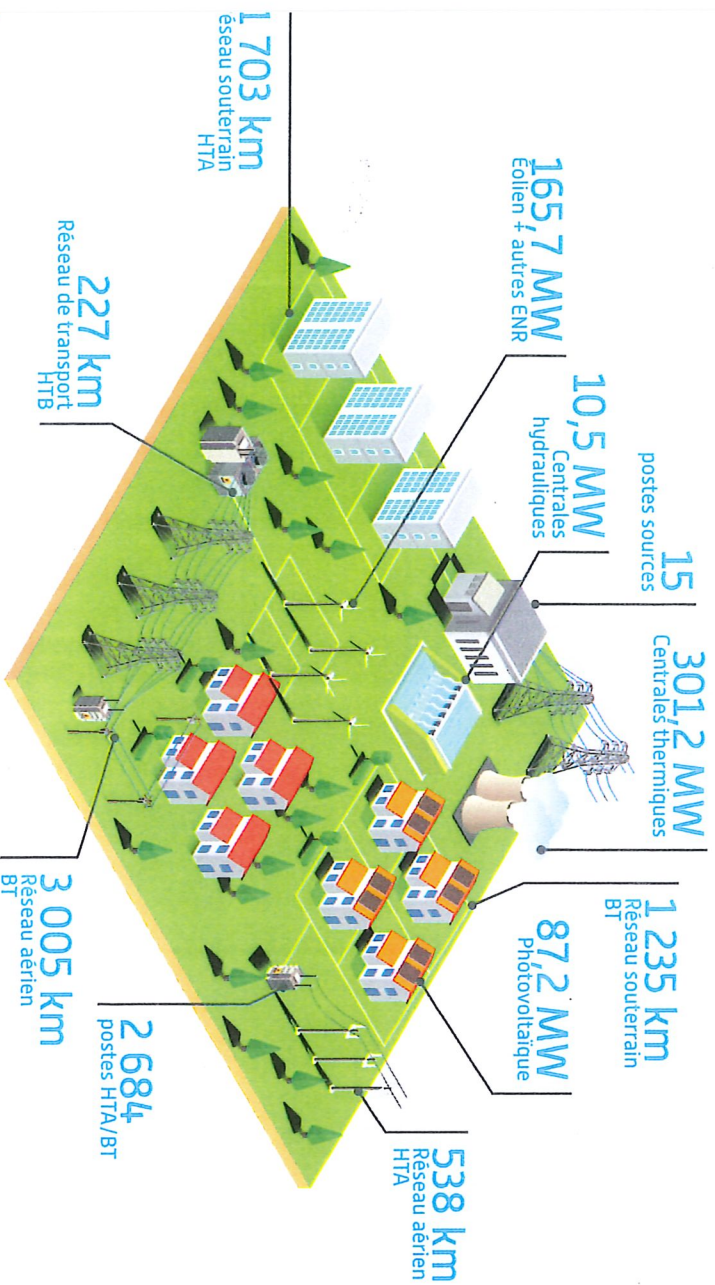 1 703 km
éseau souterrain
HTA
165,7 MW
Éolien + autres ENR
10,5 MW
Centrales
hydrauliques
15
postes sources
301,2 MW
Centrales thermiques
1 235 km
Réseau souterrain
BT
87,2 MW
Photovoltaïque
538 km
Réseau aérien
HTA
227 km
Réseau de transport
HTB
3 005 km
Réseau aérien
BT
2 684
postes HTA/BT